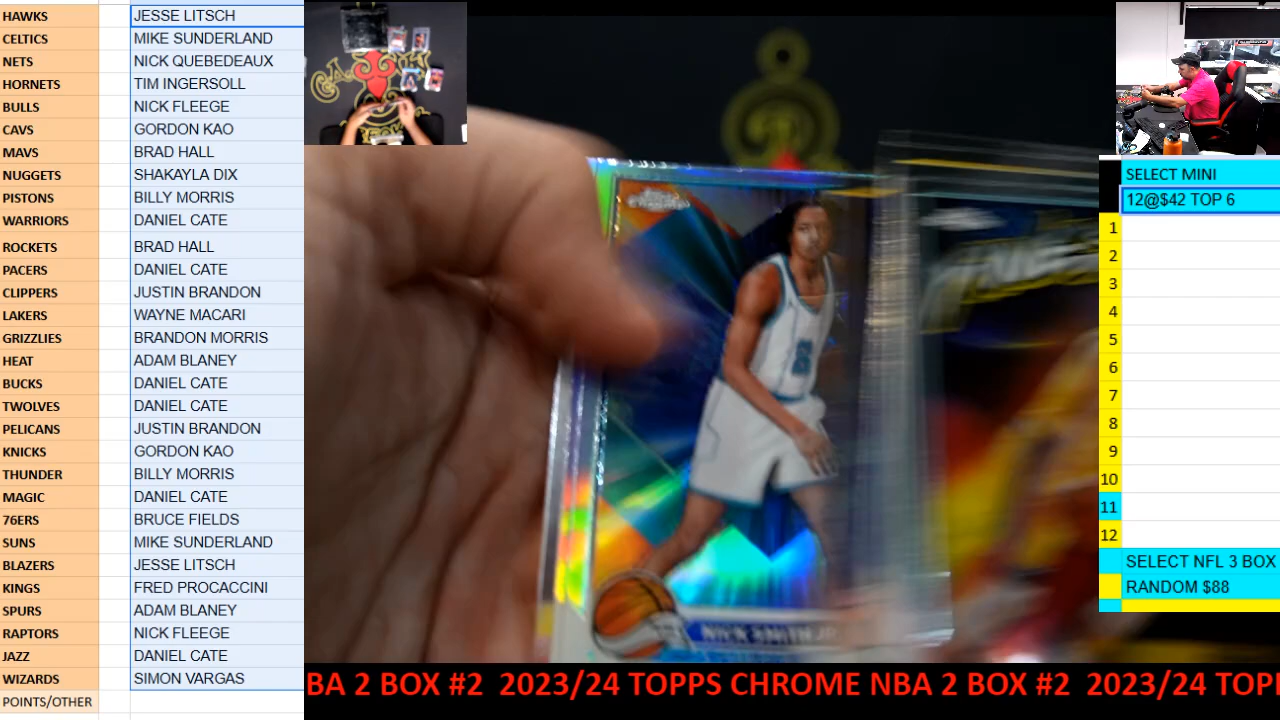 HAWKS JESSE LITSCH
CELTICS MIKE SUNDERLAND
NETS NICK QUEBEDEAUX
HORNETS TIM INGERSOLL
BULLS NICK FLEEGE
CAVS GORDON KAO
MAVS BRAD HALL
NUGGETS SHAKAYLA DIX
PISTONS BILLY MORRIS
WARRIORS DANIEL CATE
ROCKETS BRAD HALL
PACERS DANIEL CATE
CLIPPERS JUSTIN BRANDON
LAKERS WAYNE MACARI
GRIZZLIES BRANDON MORRIS
HEAT ADAM BLANEY
BUCKS DANIEL CATE
TWOLVES DANIEL CATE
PELICANS JUSTIN BRANDON
KNICKS GORDON KAO
THUNDER BILLY MORRIS
MAGIC DANIEL CATE
76ERS BRUCE FIELDS
SUNS MIKE SUNDERLAND
BLAZERS JESSE LITSCH
KINGS FRED PROCACCINI
SPURS ADAM BLANEY
RAPTORS NICK FLEEGE
JAZZ DANIEL CATE
WIZARDS SIMON VARGAS
POINTS/OTHER
NICK SMITH JR.
SELECT MINI
12@$42 TOP 6
1
2
3
4
5
6
7
8
9
10
11
12
SELECT NFL 3 BOX
RANDOM $88
BA 2 BOX #2 2023/24 TOPPS CHROME NBA 2 BOX #2 2023/24 TOPP